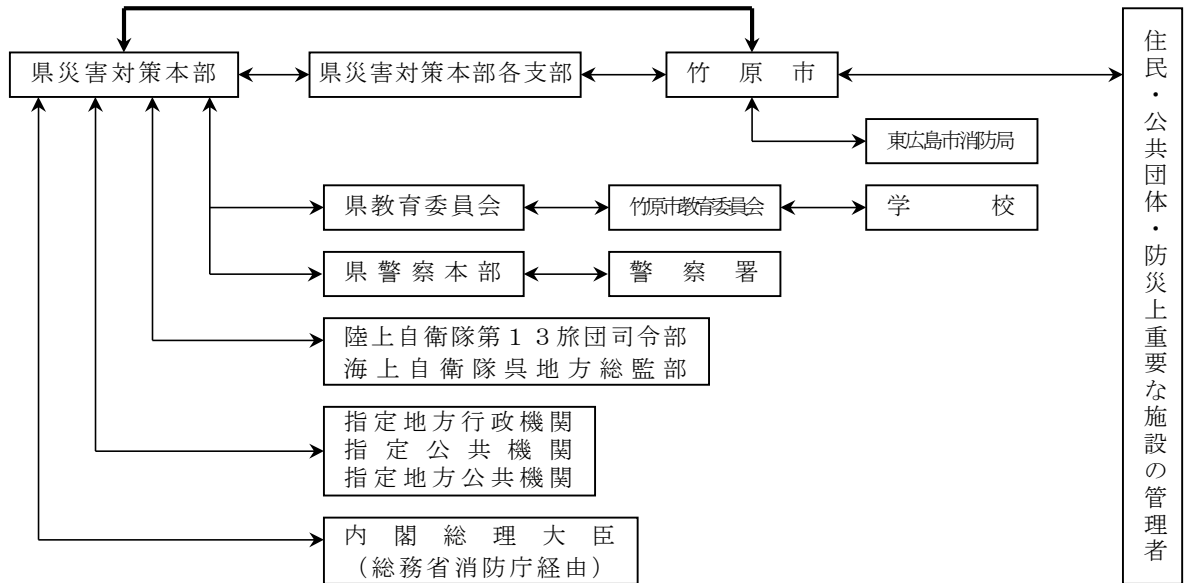 県災害対策本部
県災害対策本部各支部
竹原市
東広島市消防局
県教育委員会
竹原市教育委員会
学校
県警察本部
警察署
陸上自衛隊第13旅団司令部
海上自衛隊呉地方総監部
指定地方行政機関
指定公共機関
指定地方公共機関
内閣総理大臣
(総務省消防庁経由)
住民・公共団体・防災上重要な施設の管理者